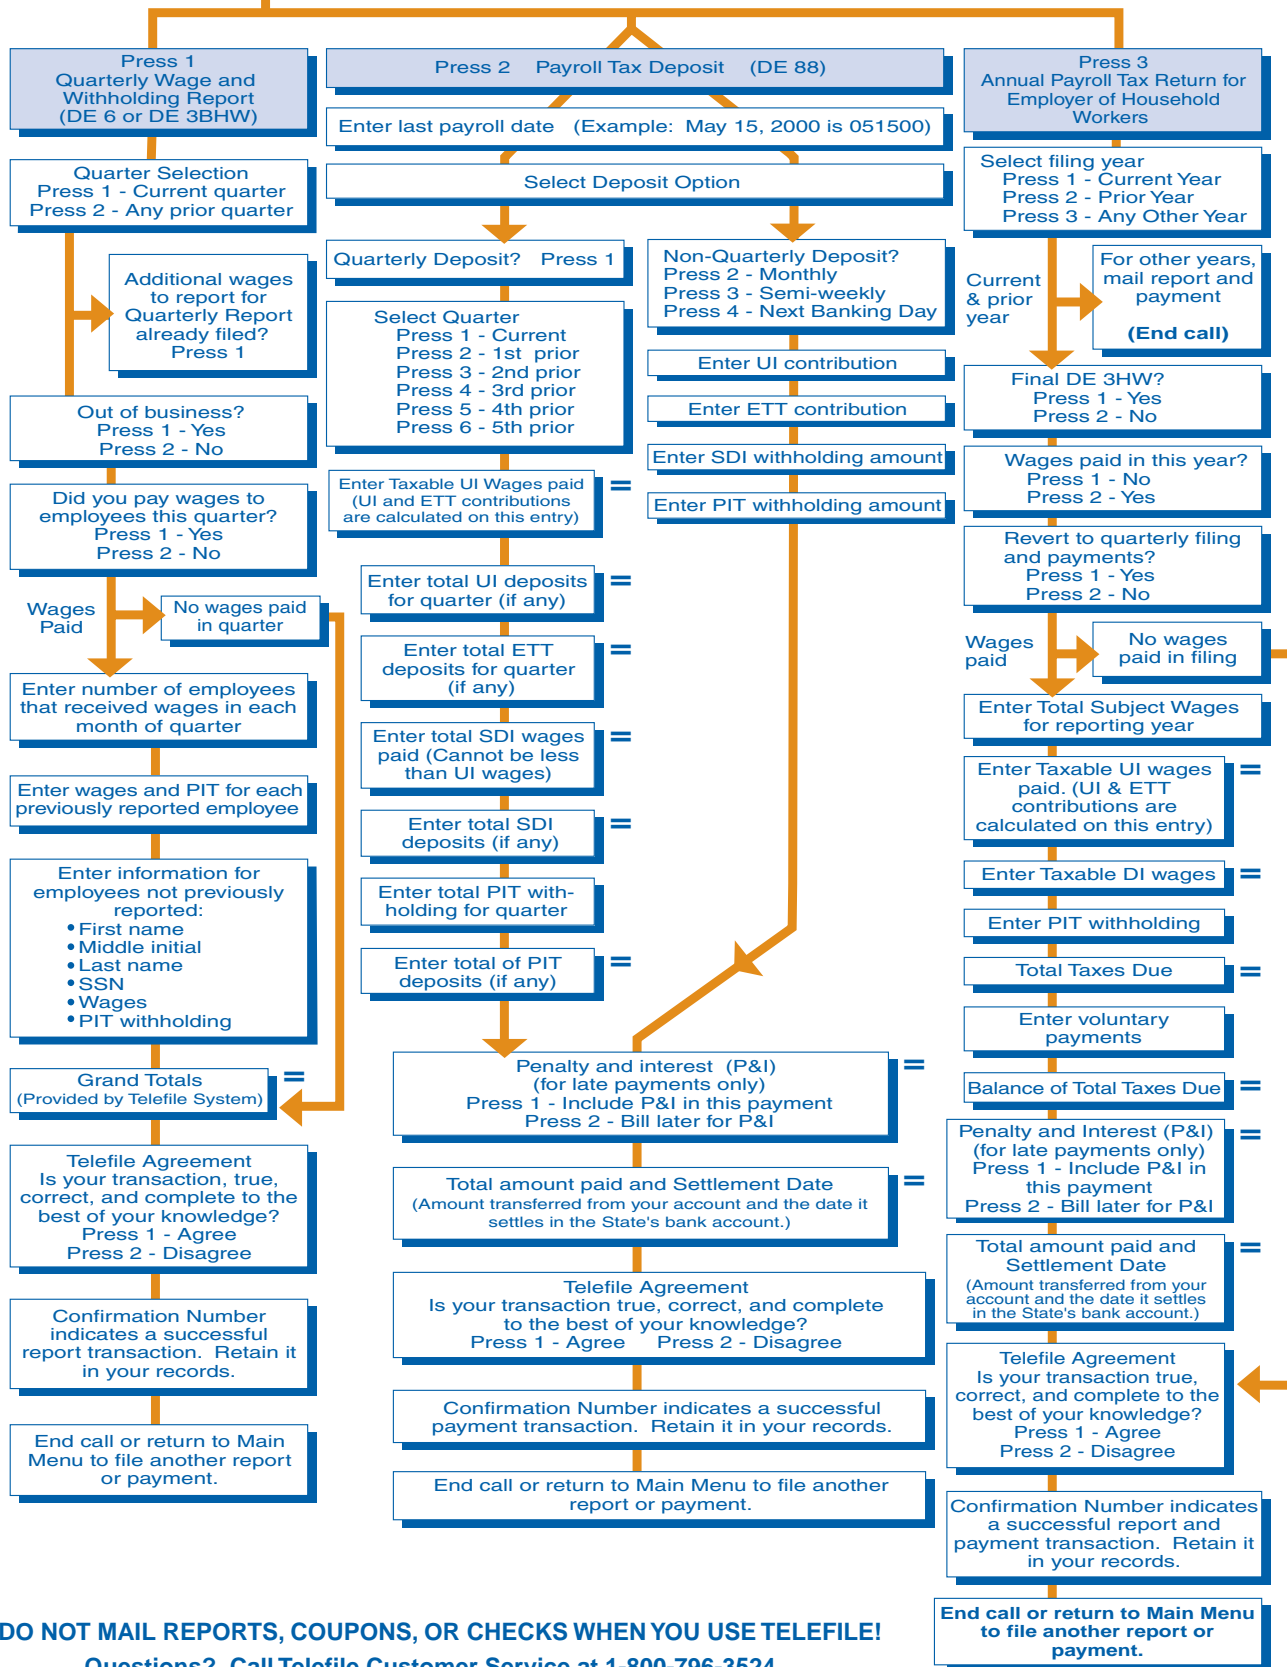 Press 1
Quarterly Wage and
Withholding Report
(DE 6 or DE 3BHW)
Quarter Selection
Press 1 - Current quarter
Press 2 - Any prior quarter
Additional wages
to report for
Quarterly Report
already filed?
Press 1
Out of business?
Press 1 - Yes
Press 2 - No
Did you pay wages to
employees this quarter?
Press 1 - Yes
Press 2 - No
Wages
Paid
No wages paid
in quarter
Enter number of employees
that received wages in each
month of quarter
Enter wages and PIT for each
previously reported employee
Enter information for
employees not previously
reported:
• First name
• Middle initial
• Last name
• SSN
• Wages
• PIT withholding
Grand Totals =
(Provided by Telefile System)
Telefile Agreement
Is your transaction, true,
correct, and complete to the
best of your knowledge?
Press 1 - Agree
Press 2 - Disagree
Confirmation Number
indicates a successful
report transaction. Retain it
in your records.
End call or return to Main
Menu to file another report
or payment.
Press 2 Payroll Tax Deposit (DE 88)
Enter last payroll date (Example: May 15, 2000 is 051500)
Select Deposit Option
Quarterly Deposit? Press 1
Select Quarter
Press 1 - Current
Press 2 - 1st prior
Press 3 - 2nd prior
Press 4 - 3rd prior
Press 5 - 4th prior
Press 6 - 5th prior
Enter Taxable UI Wages paid =
(UI and ETT contributions
are calculated on this entry)
Enter total UI deposits =
for quarter (if any)
Enter total ETT =
deposits for quarter
(if any)
Enter total SDI wages =
paid (Cannot be less
than UI wages)
Enter total SDI =
deposits (if any)
Enter total PIT with-
holding for quarter
Enter total of PIT =
deposits (if any)
Non-Quarterly Deposit?
Press 2 - Monthly
Press 3 - Semi-weekly
Press 4 - Next Banking Day
Enter UI contribution
Enter ETT contribution
Enter SDI withholding amount
Enter PIT withholding amount
Penalty and interest (P&I) =
(for late payments only)
Press 1 - Include P&I in this payment
Press 2 - Bill later for P&I
Total amount paid and Settlement Date =
(Amount transferred from your account and the date it
settles in the State's bank account.)
Telefile Agreement
Is your transaction true, correct, and complete
to the best of your knowledge?
Press 1 - Agree Press 2 - Disagree
Confirmation Number indicates a successful
payment transaction. Retain it in your records.
End call or return to Main Menu to file another
report or payment.
Press 3
Annual Payroll Tax Return for
Employer of Household
Workers
Select filing year
Press 1 - Current Year
Press 2 - Prior Year
Press 3 - Any Other Year
Current
& prior
year
For other years,
mail report and
payment
(End call)
Final DE 3HW?
Press 1 - Yes
Press 2 - No
Wages paid in this year?
Press 1 - No
Press 2 - Yes
Revert to quarterly filing
and payments?
Press 1 - Yes
Press 2 - No
Wages
paid
No wages
paid in filing
Enter Total Subject Wages
for reporting year
Enter Taxable UI wages =
paid. (UI & ETT
contributions are
calculated on this entry)
Enter Taxable DI wages =
Enter PIT withholding
Total Taxes Due =
Enter voluntary
payments
Balance of Total Taxes Due =
Penalty and Interest (P&I) =
(for late payments only)
Press 1 - Include P&I in
this payment
Press 2 - Bill later for P&I
Total amount paid and =
Settlement Date
(Amount transferred from your
account and the date it settles
in the State's bank account.)
Telefile Agreement
Is your transaction true,
correct, and complete to the
best of your knowledge?
Press 1 - Agree
Press 2 - Disagree
Confirmation Number indicates
a successful report and
payment transaction. Retain it
in your records.
End call or return to Main Menu
to file another report or
payment.
DO NOT MAIL REPORTS, COUPONS, OR CHECKS WHEN YOU USE TELEFILE!
Questions? Call Telefile Customer Service at 1-800-796-3524